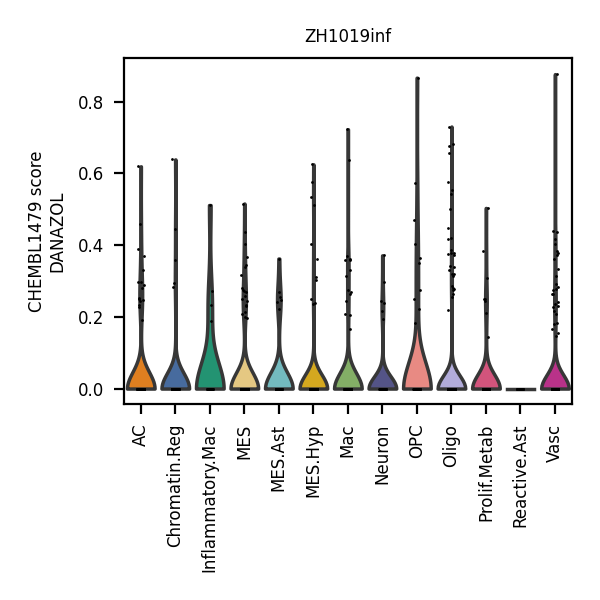 ZH1019inf
CHEMBL1479 score
DANAZOL
0.8
0.6
0.4
0.2
0.0
AC
Chromatin.Reg
Inflammatory.Mac
MES
MES.Ast
MES.Hyp
Mac
Neuron
OPC
Oligo
Prolif.Metab
Reactive.Ast
Vasc